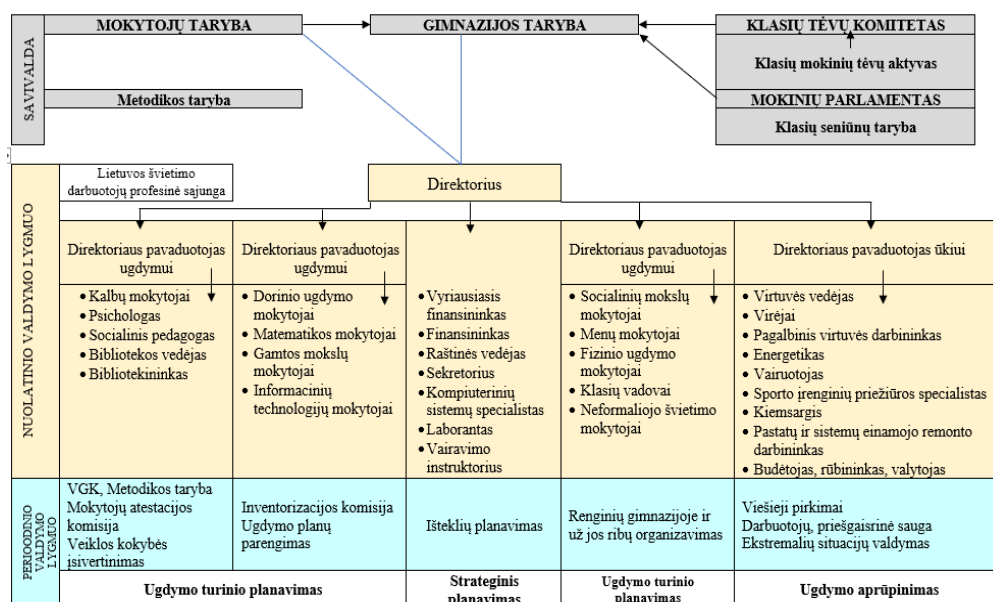 SAVIVALDA
MOKYTOJŲ TARYBA
GIMNAZIJOS TARYBA
KLASIŲ TĖVŲ KOMITETAS
Klasių mokinių tėvų aktyvas
Metodikos taryba
MOKINIŲ PARLAMENTAS
Klasių seniūnų taryba
NUOLATINIO VALDYMO LYGMUO
Lietuvos švietimo
darbuotojų profesinė sąjunga
Direktorius
Direktoriaus pavaduotojas
ugdymui
• Kalbų mokytojai
• Psichologas
• Socialinis pedagogas
• Bibliotekos vedėjas
• Bibliotekininkas
Direktoriaus pavaduotojas
ugdymui
• Dorinio ugdymo
mokytojai
• Matematikos mokytojai
• Gamtos mokslų
mokytojai
• Informacinių
technologijų mokytojai
• Vyriausiasis
finansininkas
• Finansininkas
• Raštinės vedėjas
• Sekretorius
• Kompiuterinių
sistemų specialistas
• Laborantas
• Vairavimo
instruktorius
Direktoriaus pavaduotojas
ugdymui
• Socialinių mokslų
mokytojai
• Menų mokytojai
• Fizinio ugdymo
mokytojai
• Klasių vadovai
• Neformaliojo švietimo
mokytojai
Direktoriaus pavaduotojas ūkiui
• Virtuvės vedėjas
• Virėjai
• Pagalbinis virtuvės darbininkas
• Energetikas
• Vairuotojas
• Sporto įrenginių priežiūros specialistas
• Kiemsargis
• Pastatų ir sistemų einamojo remonto
darbininkas
• Budėtojas, rūbininkas, valytojas
PERIOODINIO
VALDYMO
LYGMUO
VGK, Metodikos taryba
Mokytojų atestacijos
komisija
Veiklos kokybės
įsivertinimas
Inventorizacijos komisija
Ugdymo planų
parengimas
Išteklių planavimas
Renginių gimnazijoje ir
už jos ribų organizavimas
Viešieji pirkimai
Darbuotojų, priešgaisrinė sauga
Ekstremalių situacijų valdymas
Ugdymo turinio planavimas
Strateginis
planavimas
Ugdymo turinio
planavimas
Ugdymo aprūpinimas